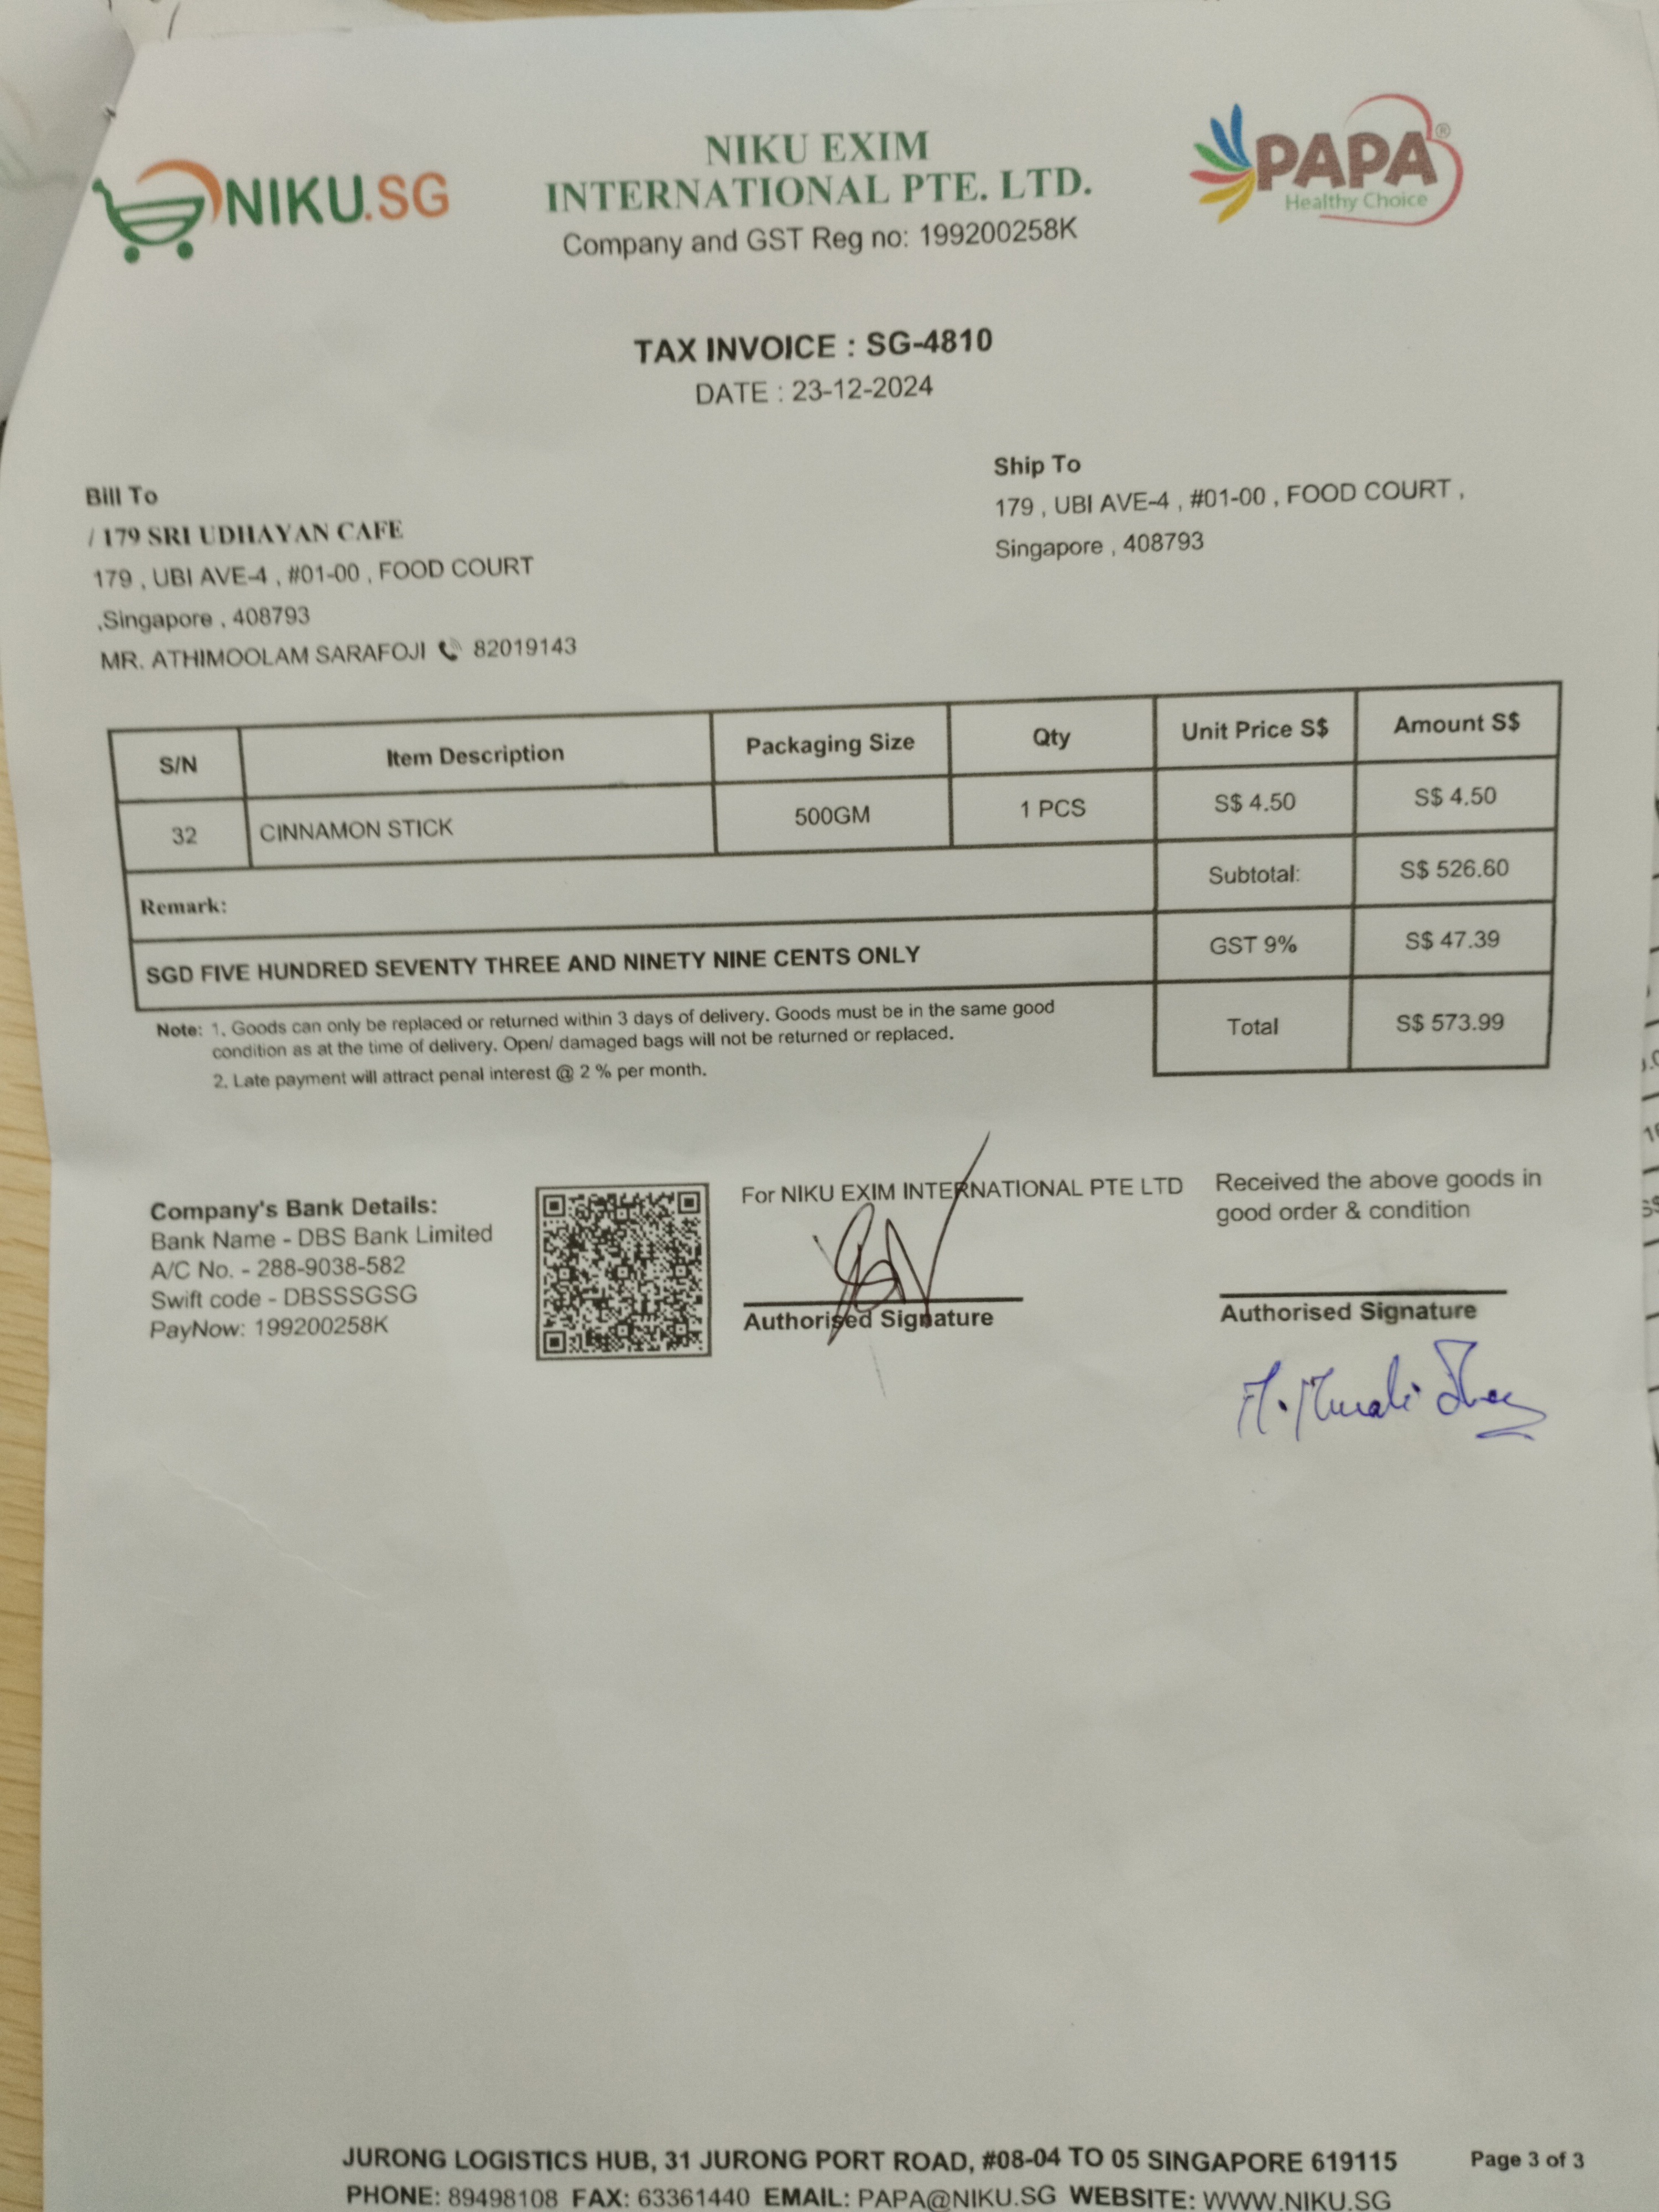 NIKU.SG
NIKU EXIM
INTERNATIONAL PTE. LTD.
Company and GST Reg no: 199200258K
PAPA®
Healthy Choice
TAX INVOICE : SG-4810
DATE : 23-12-2024
Bill To
/ 179 SRI UDHAYAN CAFE
179 , UBI AVE-4 , #01-00 , FOOD COURT
,Singapore , 408793
MR. ATHIMOOLAM SARAFOJI 82019143
Ship To
179 , UBI AVE-4 , #01-00 , FOOD COURT ,
Singapore , 408793
S/N Item Description Packaging Size Qty Unit Price S$ Amount S$
32 CINNAMON STICK 500GM 1 PCS S$ 4.50 S$ 4.50
Remark: Subtotal: S$ 526.60
SGD FIVE HUNDRED SEVENTY THREE AND NINETY NINE CENTS ONLY GST 9% S$ 47.39
Total S$ 573.99
Note: 1. Goods can only be replaced or returned within 3 days of delivery. Goods must be in the same good
condition as at the time of delivery. Open/ damaged bags will not be returned or replaced.
2. Late payment will attract penal interest @ 2 % per month.
Company's Bank Details:
Bank Name - DBS Bank Limited
A/C No. - 288-9038-582
Swift code - DBSSSGSG
PayNow: 199200258K
For NIKU EXIM INTERNATIONAL PTE LTD
Authorised Signature
Received the above goods in
good order & condition
Authorised Signature
JURONG LOGISTICS HUB, 31 JURONG PORT ROAD, #08-04 TO 05 SINGAPORE 619115
Page 3 of 3
PHONE: 89498108 FAX: 63361440 EMAIL: PAPA@NIKU.SG WEBSITE: WWW.NIKU.SG